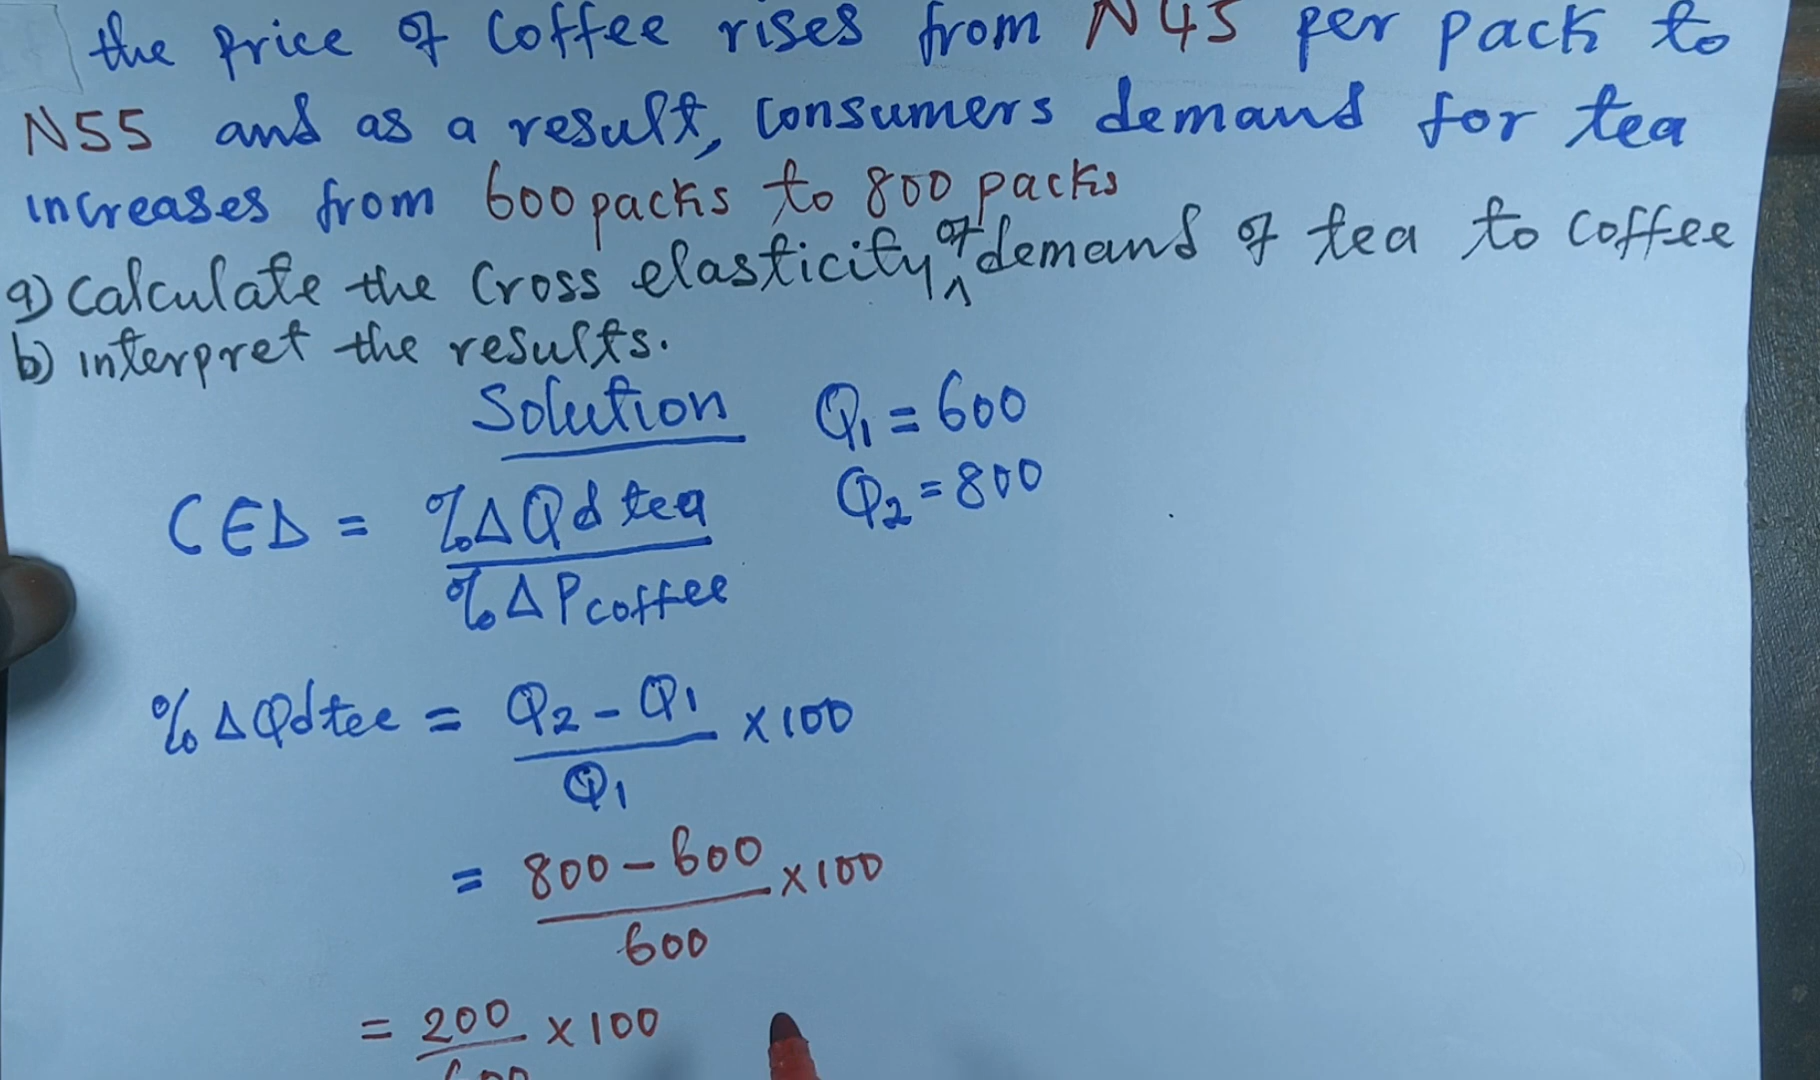 the price of coffee rises from N45 per pack to
N55 and as a result, consumers demand for tea
increases from 600 packs to 800 packs
a) Calculate the cross elasticity of demand of tea to coffee
b) interpret the results.
Solution
Q₁ = 600
Q₂ = 800
CED = %ΔQd tea / %ΔP coffee
%ΔQd tee = Q₂ - Q₁ / Q₁ × 100
= 800 - 600 / 600 × 100
= 200 / 600 × 100